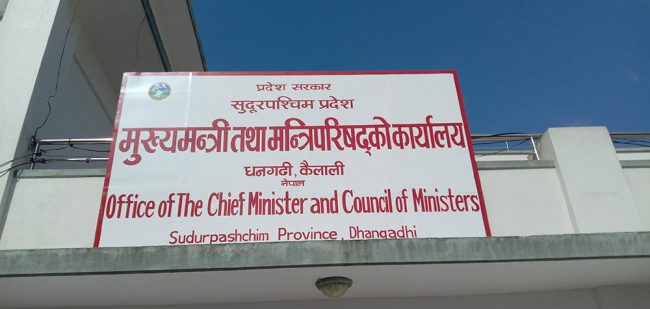 प्रदेश सरकार
सुदूरपश्चिम प्रदेश
मुख्यमन्त्री तथा मन्त्रिपरिषद्को कार्यालय
धनगढी, कैलाली
नेपाल
Office of The Chief Minister and Council of Ministers
Sudurpashchim Province, Dhangadhi